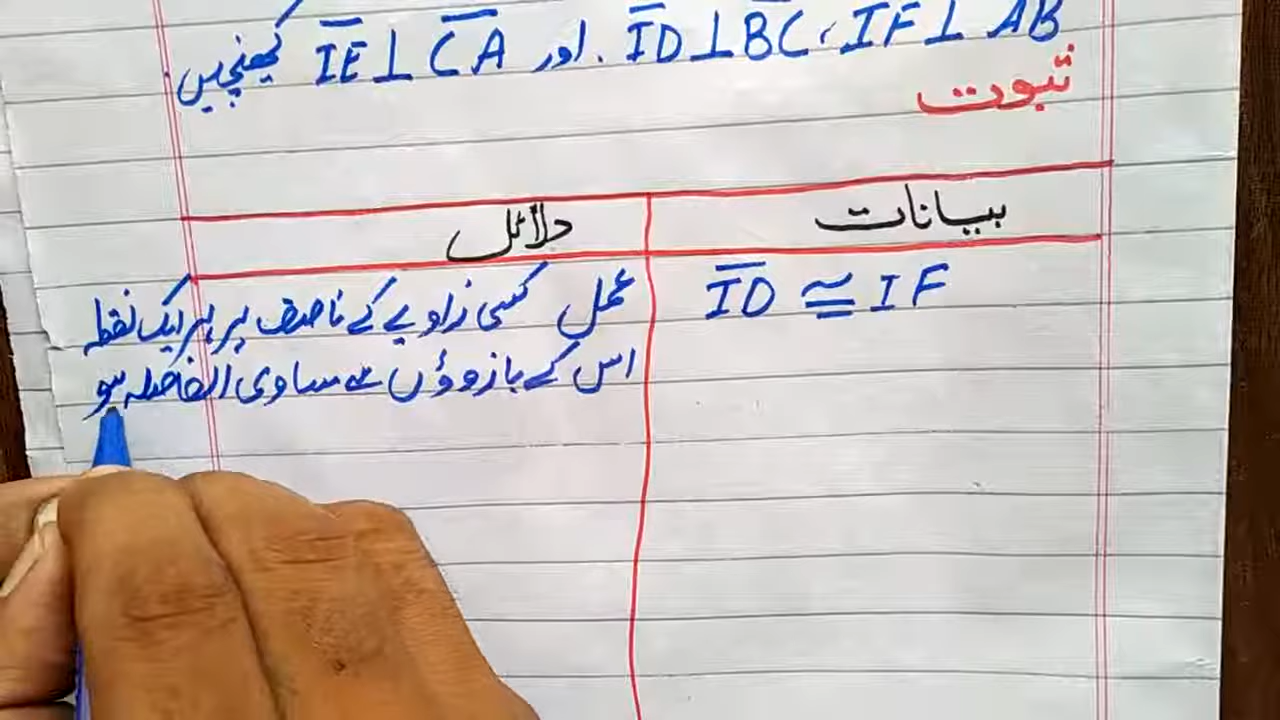 IE⊥CA اور ID⊥BC، IF⊥AB کھینچیں۔
ثبوت
بیانات
دلائل
ID ≅ IF
عمل کسی زاویے کے ناصف پر ہر ایک نقطہ
اس کے بازوؤں سے مساوی الفاصلہ ہو